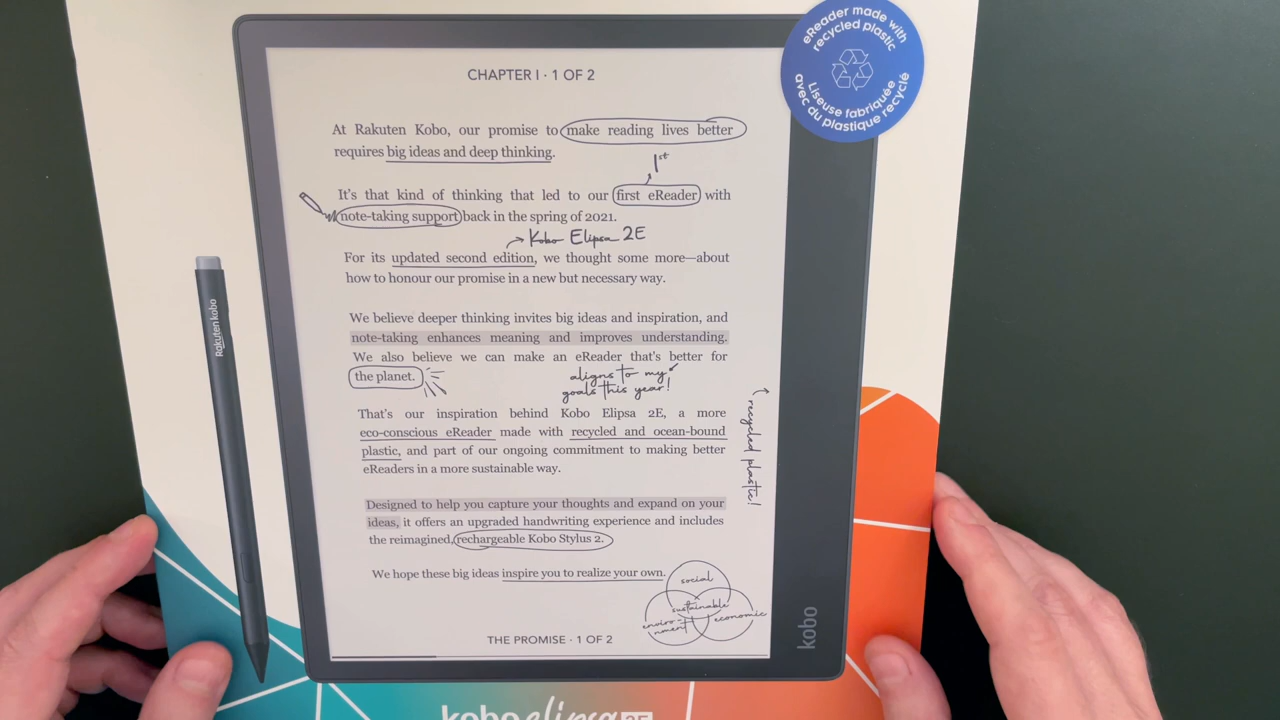 eReader made with
recycled plastic
Liseuse fabriquée
avec du plastique recyclé
CHAPTER I · 1 OF 2
At Rakuten Kobo, our promise to make reading lives better
requires big ideas and deep thinking.
1st
It's that kind of thinking that led to our first eReader with
note-taking support back in the spring of 2021.
Kobo Elipsa 2E
For its updated second edition, we thought some more—about
how to honour our promise in a new but necessary way.
We believe deeper thinking invites big ideas and inspiration, and
note-taking enhances meaning and improves understanding.
We also believe we can make an eReader that's better for
the planet.
aligns to my
goals this year!
recycled plastic!
That's our inspiration behind Kobo Elipsa 2E, a more
eco-conscious eReader made with recycled and ocean-bound
plastic, and part of our ongoing commitment to making better
eReaders in a more sustainable way.
Designed to help you capture your thoughts and expand on your
ideas, it offers an upgraded handwriting experience and includes
the reimagined, rechargeable Kobo Stylus 2.
We hope these big ideas inspire you to realize your own.
social
sustainable
enviro-
nment
economic
THE PROMISE · 1 OF 2
Rakuten kobo
kobo
kobo elipsa 2E